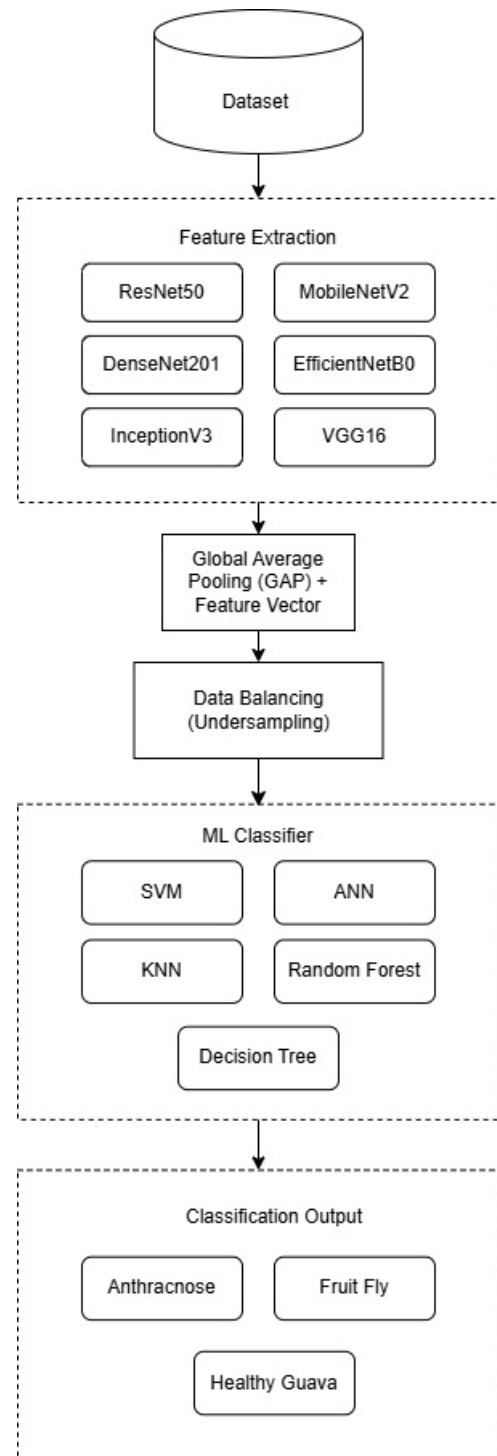 Dataset
Feature Extraction
ResNet50
MobileNetV2
DenseNet201
EfficientNetB0
InceptionV3
VGG16
Global Average
Pooling (GAP) +
Feature Vector
Data Balancing
(Undersampling)
ML Classifier
SVM
ANN
KNN
Random Forest
Decision Tree
Classification Output
Anthracnose
Fruit Fly
Healthy Guava